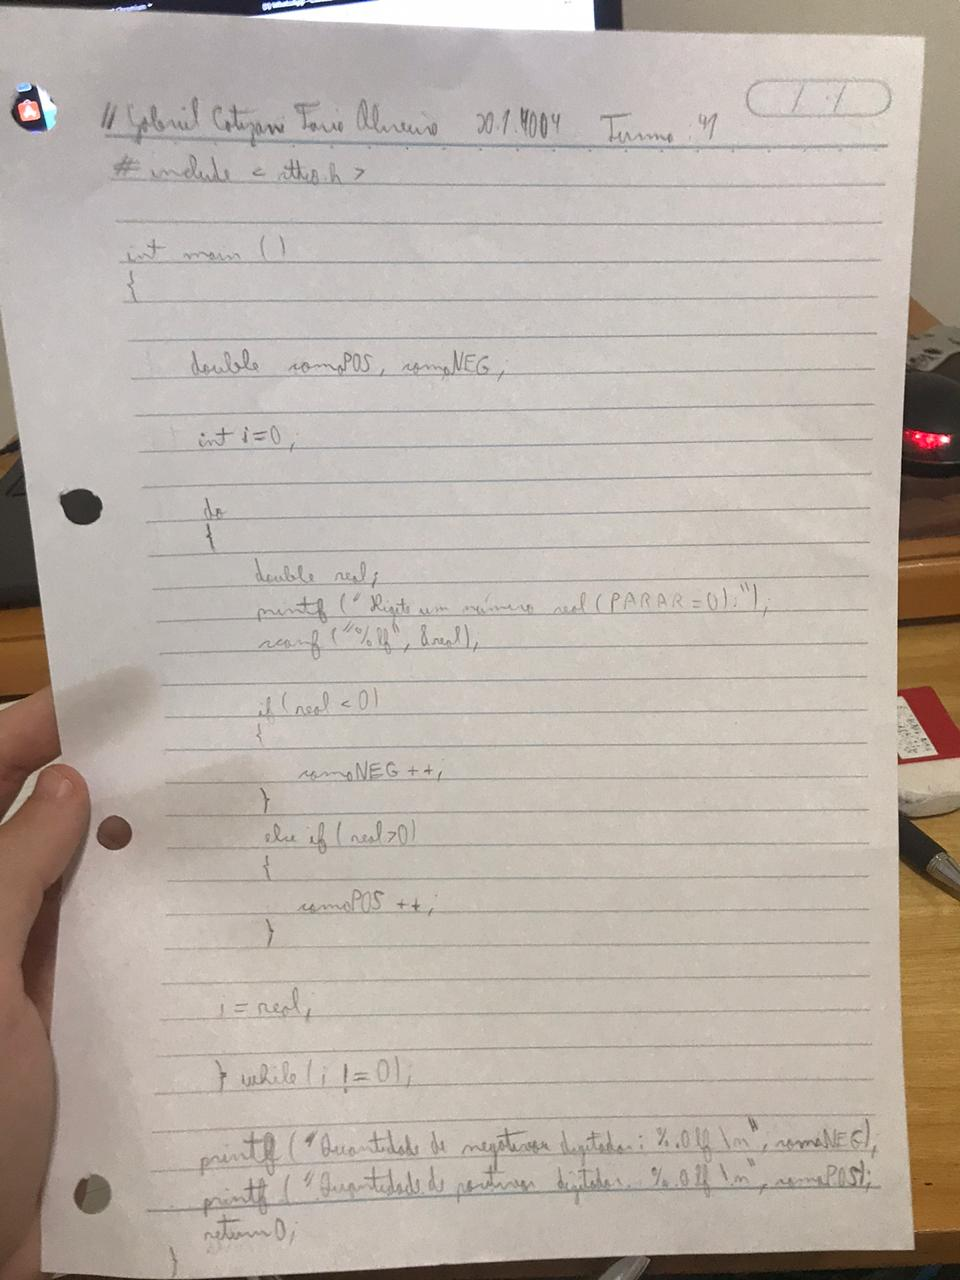 // Gabriel Catizani Faria Oliveira 20.1.4004 Turma: 41
# include < stdio.h >
int main ()
{
double somaPOS, somaNEG;
int i=0;
do
{
double real;
printf ("Digite um número real (PARAR=0):");
scanf ("%lf", &real);
if (real < 0)
{
somaNEG ++;
}
else if (real>0)
{
somaPOS ++;
}
i = real;
} while (i != 0);
printf ("Quantidade de negativos digitados: %.0lf \n", somaNEG);
printf ("Quantidade de positivos digitados: %.0lf \n", somaPOS);
return 0;
}